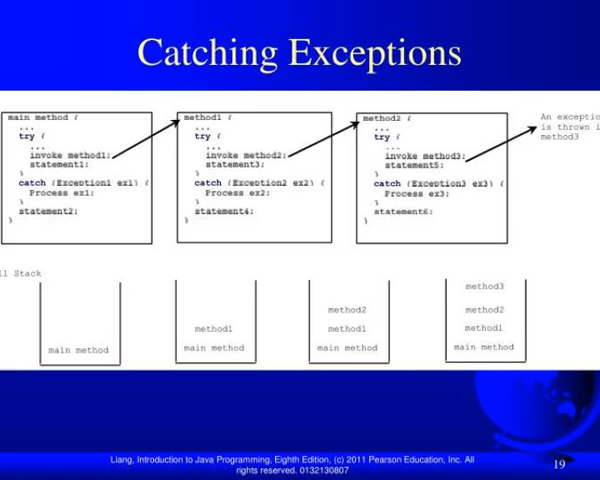 Catching Exceptions
main method {
...
try {
...
invoke method1;
statement1;
}
catch (Exception1 ex1) {
Process ex1;
}
statement2;
}
method1 {
...
try {
...
invoke method2;
statement3;
}
catch (Exception2 ex2) {
Process ex2;
}
statement4;
}
method2 {
...
try {
...
invoke method3;
statement5;
}
catch (Exception3 ex3) {
Process ex3;
}
statement6;
}
An exceptio
is thrown i
method3
ll Stack
main method
method1
main method
method2
method1
main method
method3
method2
method1
main method
Liang, Introduction to Java Programming, Eighth Edition, (c) 2011 Pearson Education, Inc. All
rights reserved. 0132130807
19